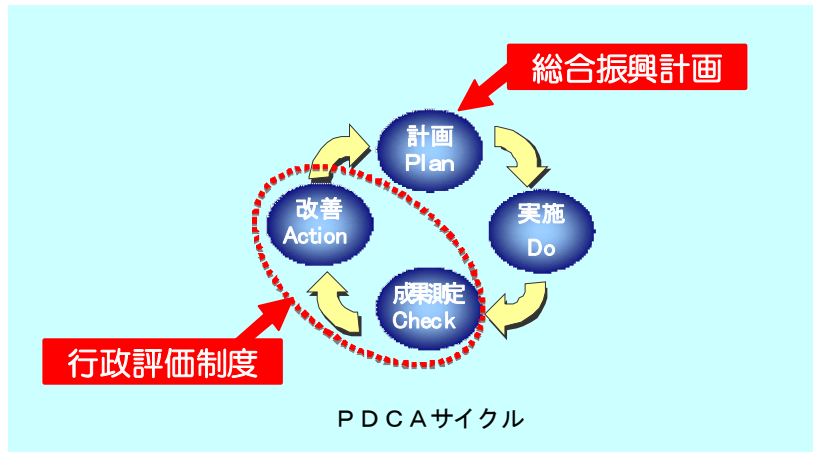 総合振興計画
計画
Plan
改善
Action
実施
Do
成果測定
Check
行政評価制度
ＰＤＣＡサイクル